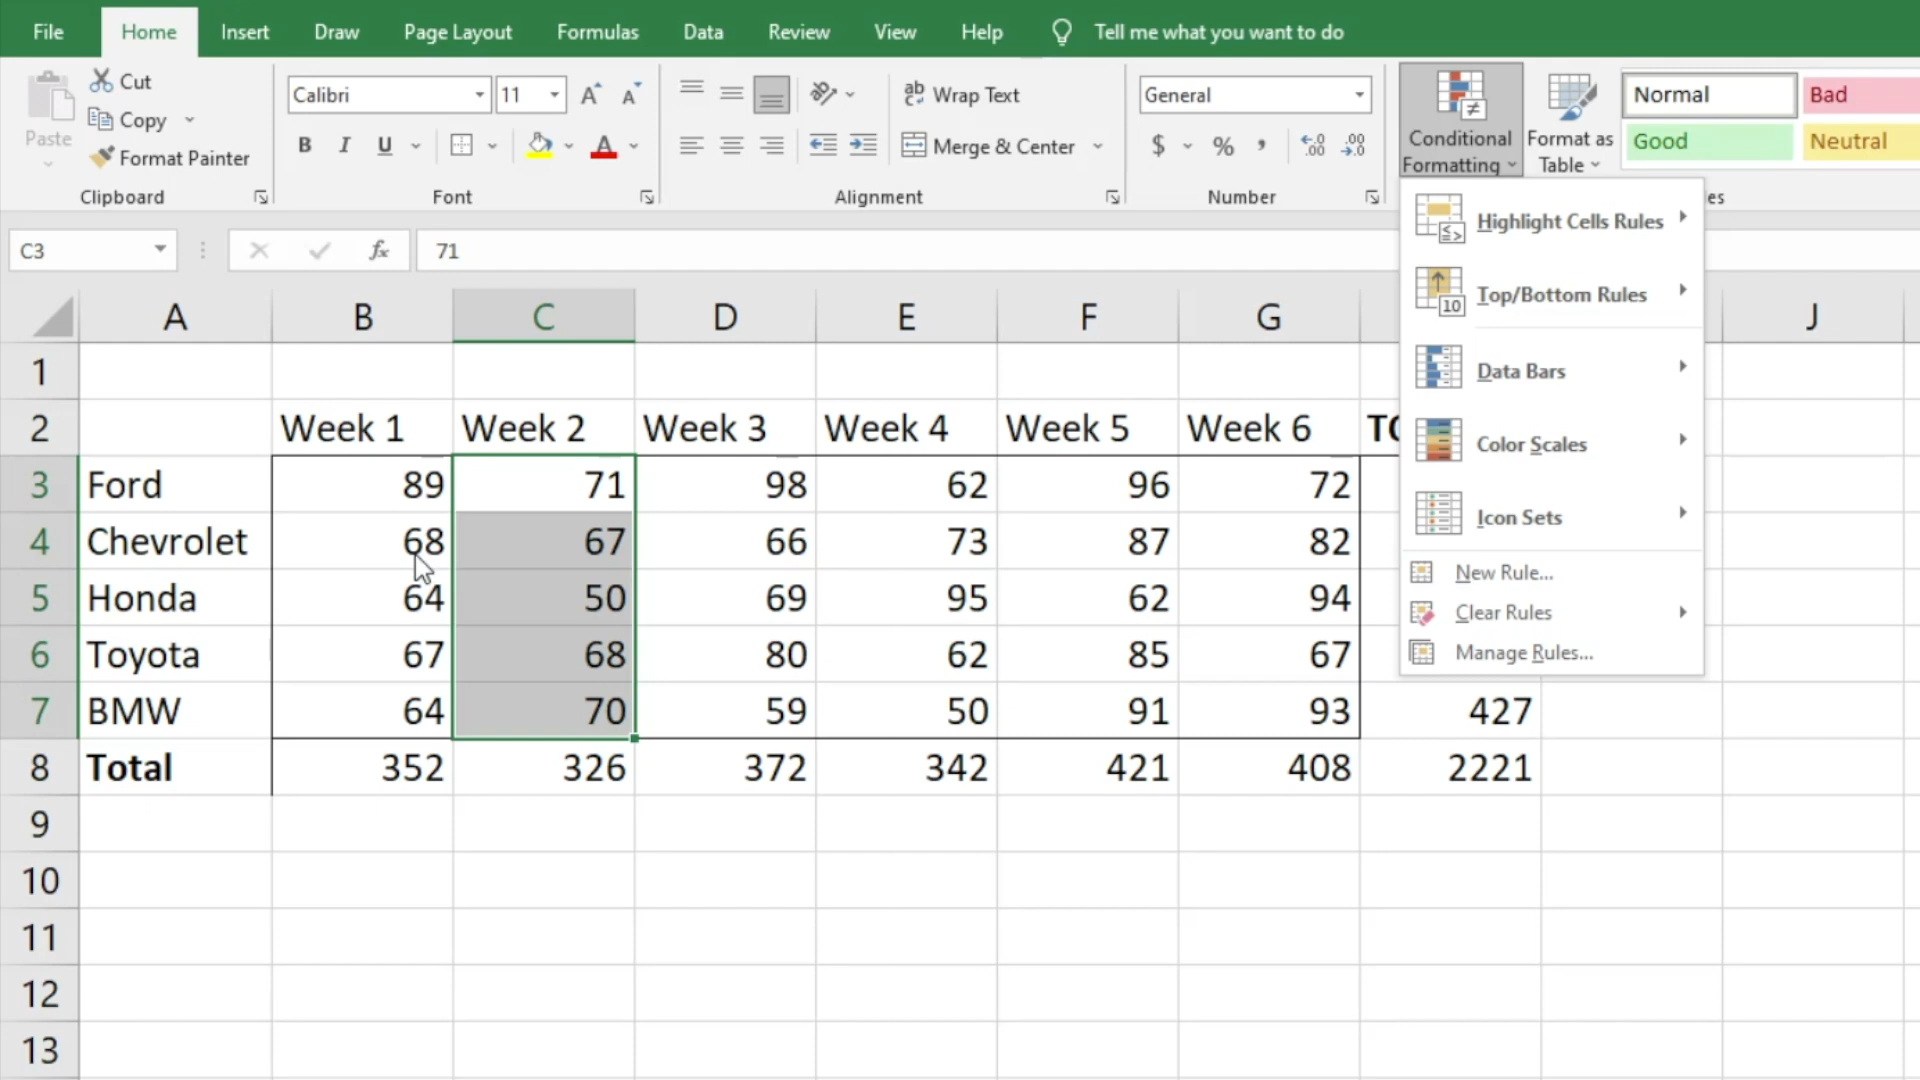 File Home Insert Draw Page Layout Formulas Data Review View Help Tell me what you want to do
Paste
Cut
Copy
Format Painter
Clipboard
Calibri 11
B I U
Font
Wrap Text
Merge & Center
Alignment
General
$ % ,
Number
Conditional Formatting
Format as Table
Normal Bad
Good Neutral
es
Highlight Cells Rules
Top/Bottom Rules
Data Bars
Color Scales
Icon Sets
New Rule...
Clear Rules
Manage Rules...
C3 fx 71
A B C D E F G J
1
2 Week 1 Week 2 Week 3 Week 4 Week 5 Week 6 TO
3 Ford 89 71 98 62 96 72
4 Chevrolet 68 67 66 73 87 82
5 Honda 64 50 69 95 62 94
6 Toyota 67 68 80 62 85 67
7 BMW 64 70 59 50 91 93 427
8 Total 352 326 372 342 421 408 2221
9
10
11
12
13